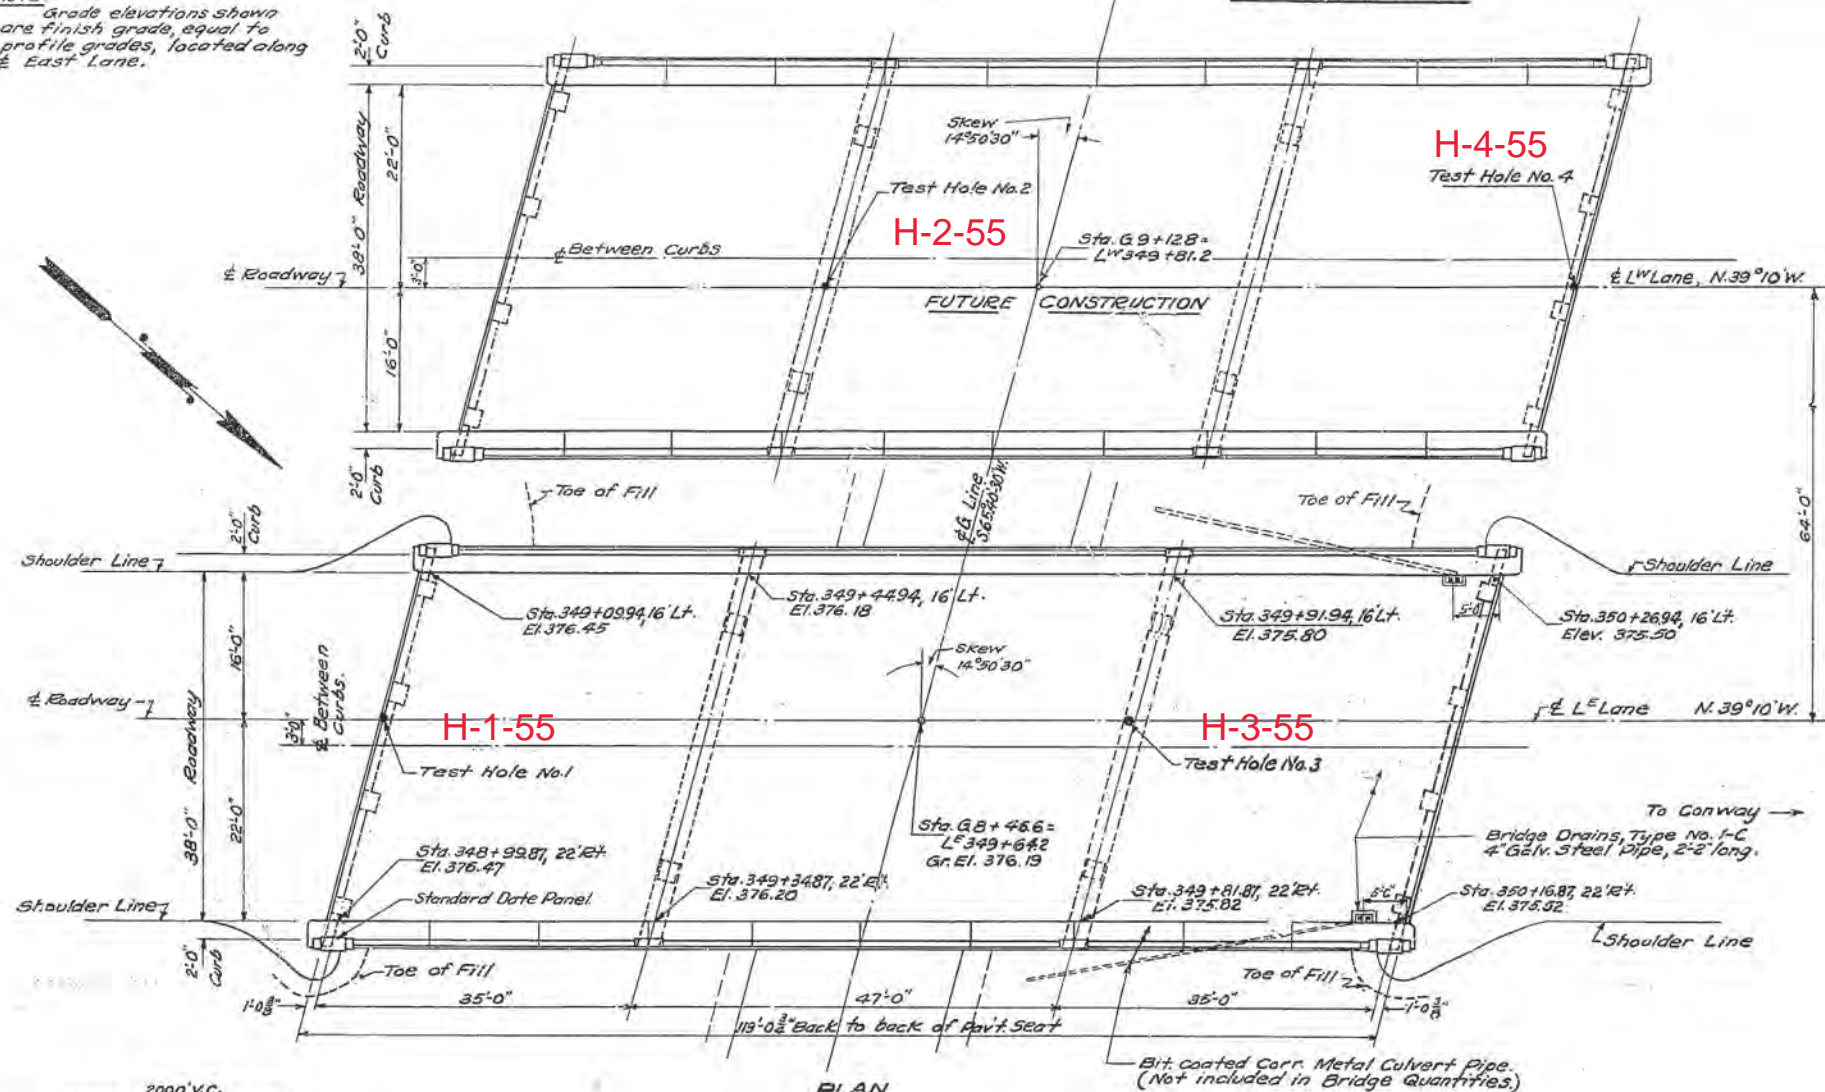 Grade elevations shown
are finish grade, equal to
profile grades, located along
℄ East Lane.
2'-0"
Curb
38'-0" Roadway
22'-0"
16'-0"
2'-0"
Curb
Skew
14°50'30"
H-4-55
Test Hole No. 4
Test Hole No. 2
H-2-55
Sta. G 9+12.8 =
Lᵂ 349+81.2
℄ Between Curbs
3'-0"
℄ Roadway
℄ Lᵂ Lane, N.39°10'W.
FUTURE CONSTRUCTION
64'-0"
Toe of Fill
℄ G Line
S.65°40'30"W.
Toe of Fill
2'-0"
Curb
Shoulder Line
Shoulder Line
Sta. 349+09.94, 16' Lt.
El. 376.45
Sta. 349+44.94, 16' Lt.
El. 376.18
Sta. 349+91.94, 16' Lt.
El. 375.80
5'-0"
Sta. 350+26.94, 16' Lt.
Elev. 375.50
38'-0" Roadway
16'-0"
22'-0"
℄ Between
Curbs.
Skew
14°50'30"
℄ Roadway
3'-0"
H-1-55
H-3-55
℄ Lᴱ Lane N.39°10'W.
Test Hole No. 1
Test Hole No. 3
To Conway
Sta. G 8+46.6 =
Lᴱ 349+64.2
Gr. El. 376.19
Bridge Drains, Type No. 1-C
4" Galv. Steel Pipe, 2'-2" long.
Sta. 348+99.87, 22' Rt.
El. 376.47
Standard Date Panel
Sta. 349+34.87, 22' Rt.
El. 376.20
Sta. 349+81.87, 22' Rt.
El. 375.82
Sta. 350+16.87, 22' Rt.
El. 375.52
Shoulder Line
Shoulder Line
2'-0"
Curb
Toe of Fill
Toe of Fill
35'-0"
47'-0"
35'-0"
119'-0 3/4" Back to back of pav't. seat
Bit. coated Corr. Metal Culvert Pipe.
(Not included in Bridge Quantities)
2000' V.C.
PLAN